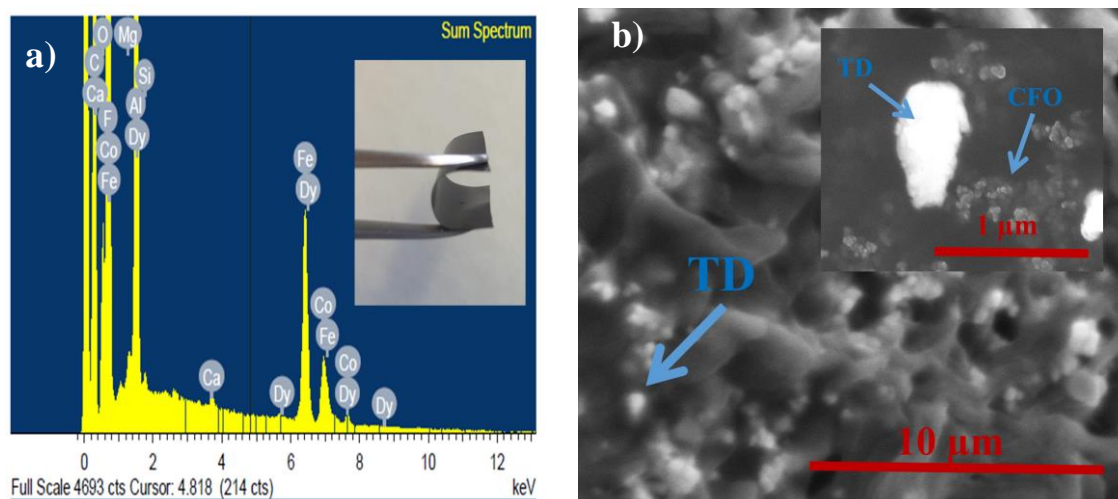 a)
Sum Spectrum
O
Mg
C
Si
Ca
Al
F
Dy
Co
Fe
Fe
Dy
Co
Fe
Ca
Dy
Co
Dy
Dy
0 2 4 6 8 10 12
Full Scale 4693 cts Cursor: 4.818 (214 cts) keV
b)
TD
CFO
1 µm
TD
10 µm